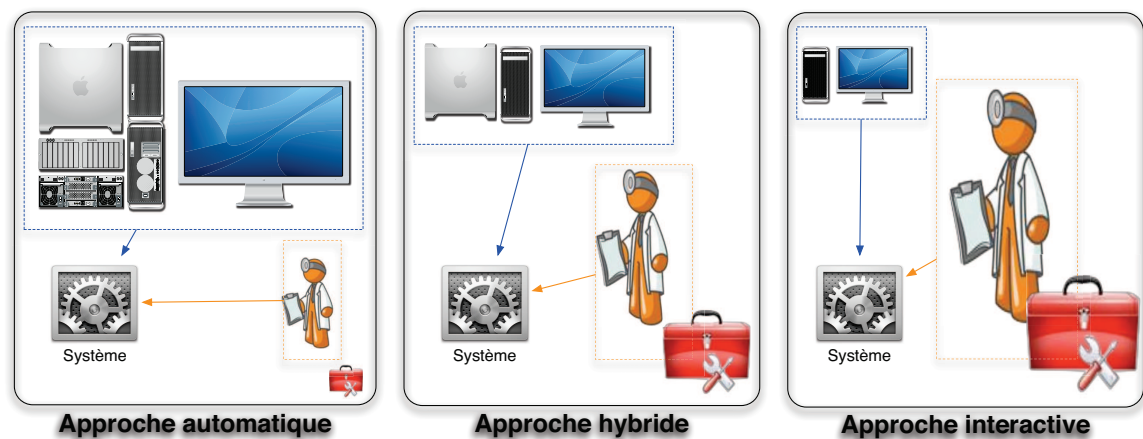 Système
Approche automatique
Système
Approche hybride
Système
Approche interactive